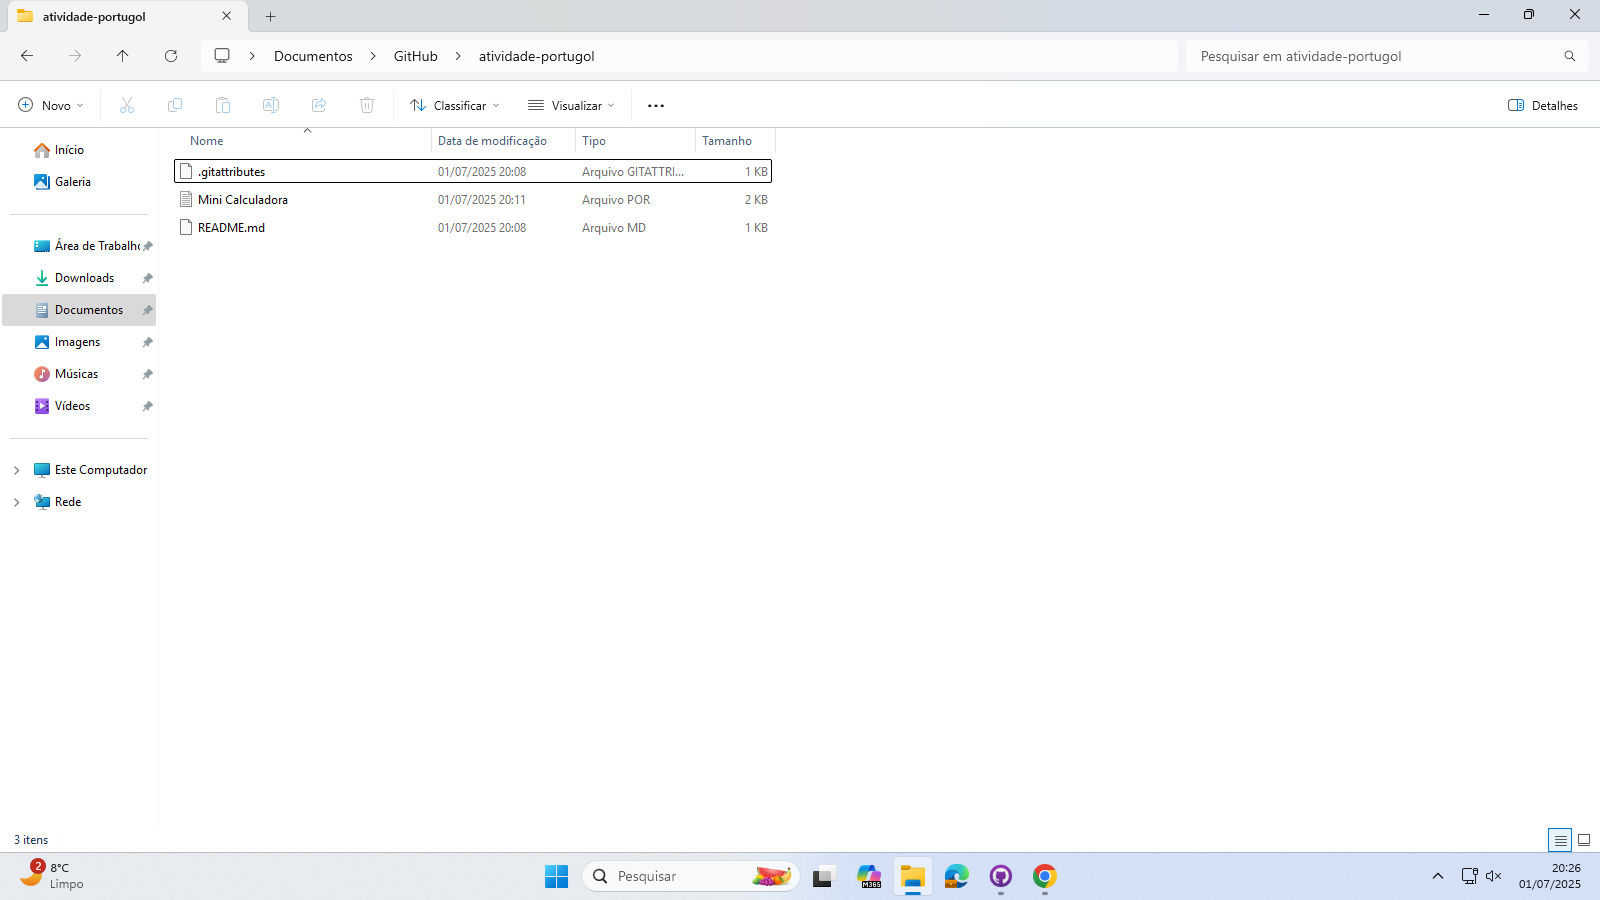 atividade-portugol
Documentos
GitHub
atividade-portugol
Pesquisar em atividade-portugol
Novo
Classificar
Visualizar
Detalhes
Nome
Data de modificação
Tipo
Tamanho
.gitattributes
01/07/2025 20:08
Arquivo GITATTRI...
1 KB
Mini Calculadora
01/07/2025 20:11
Arquivo POR
2 KB
README.md
01/07/2025 20:08
Arquivo MD
1 KB
Início
Galeria
Área de Trabalho
Downloads
Documentos
Imagens
Músicas
Vídeos
Este Computador
Rede
3 itens
2
8°C
Limpo
Pesquisar
M365
20:26
01/07/2025